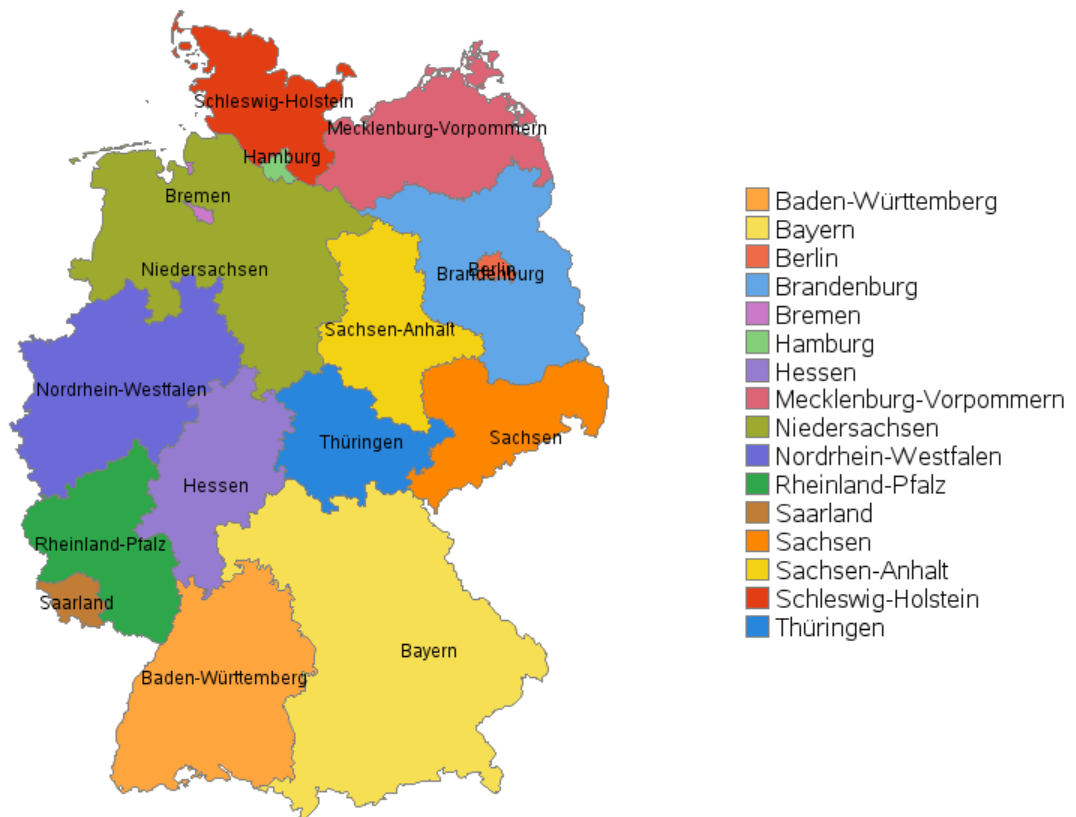 Schleswig-Holstein
Mecklenburg-Vorpommern
Hamburg
Bremen
Niedersachsen
Berlin
Brandenburg
Sachsen-Anhalt
Nordrhein-Westfalen
Thüringen
Sachsen
Hessen
Rheinland-Pfalz
Saarland
Bayern
Baden-Württemberg
Baden-Württemberg
Bayern
Berlin
Brandenburg
Bremen
Hamburg
Hessen
Mecklenburg-Vorpommern
Niedersachsen
Nordrhein-Westfalen
Rheinland-Pfalz
Saarland
Sachsen
Sachsen-Anhalt
Schleswig-Holstein
Thüringen